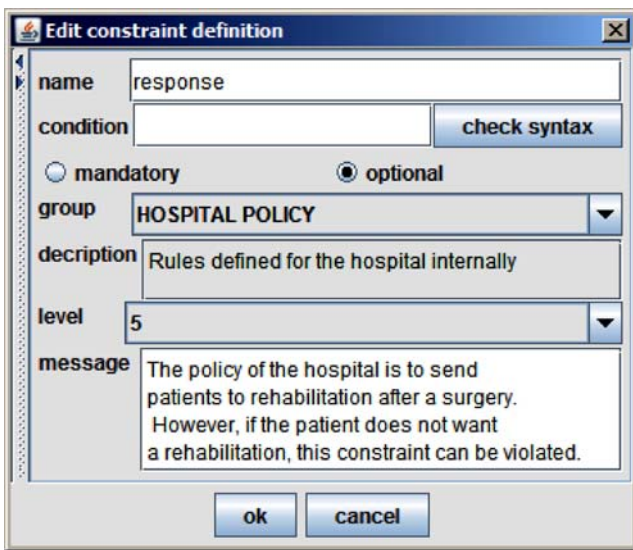 Edit constraint definition
name response
condition check syntax
mandatory optional
group HOSPITAL POLICY
decription Rules defined for the hospital internally
level 5
message The policy of the hospital is to send
patients to rehabilitation after a surgery.
However, if the patient does not want
a rehabilitation, this constraint can be violated.
ok cancel